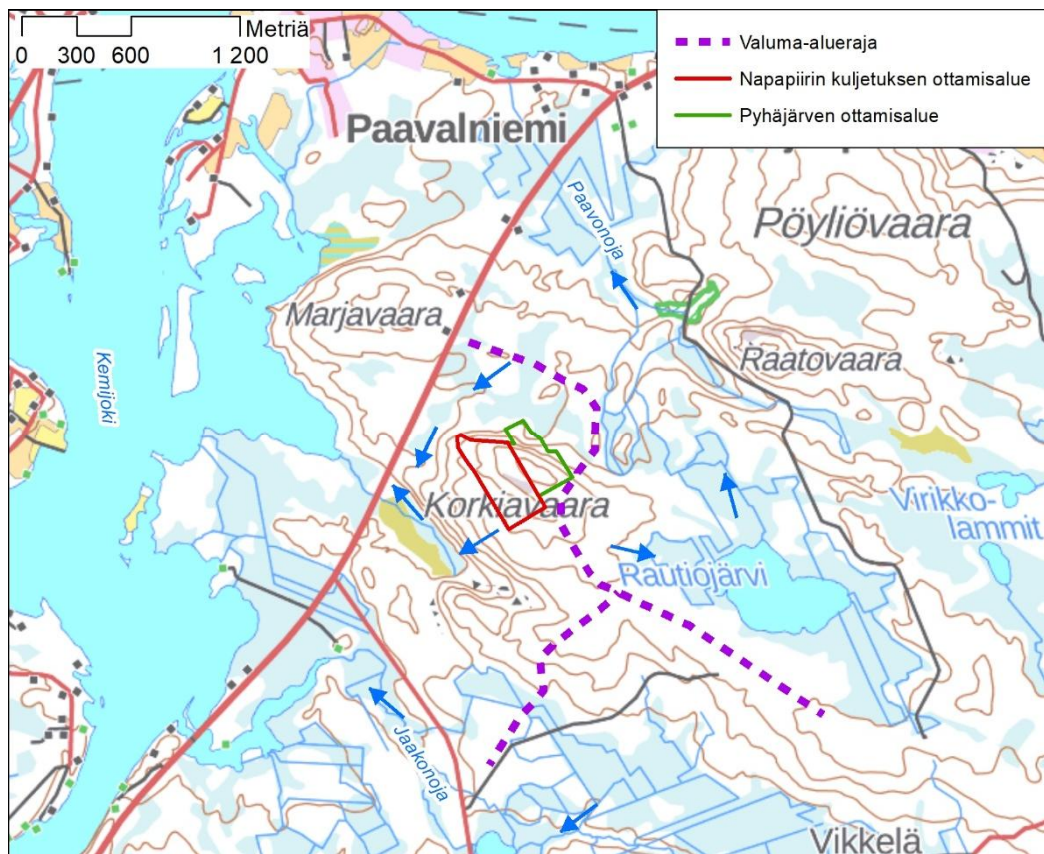 Metriä
0 300 600 1 200
Valuma-alueraja
Napapiirin kuljetuksen ottamisalue
Pyhäjärven ottamisalue
Paavalniemi
Paavonoja
Pöyliövaara
Marjavaara
Raatovaara
Kemijoki
Korkiavaara
Virikko-
lammit
Rautiojärvi
Jaakonoja
Vikkelä